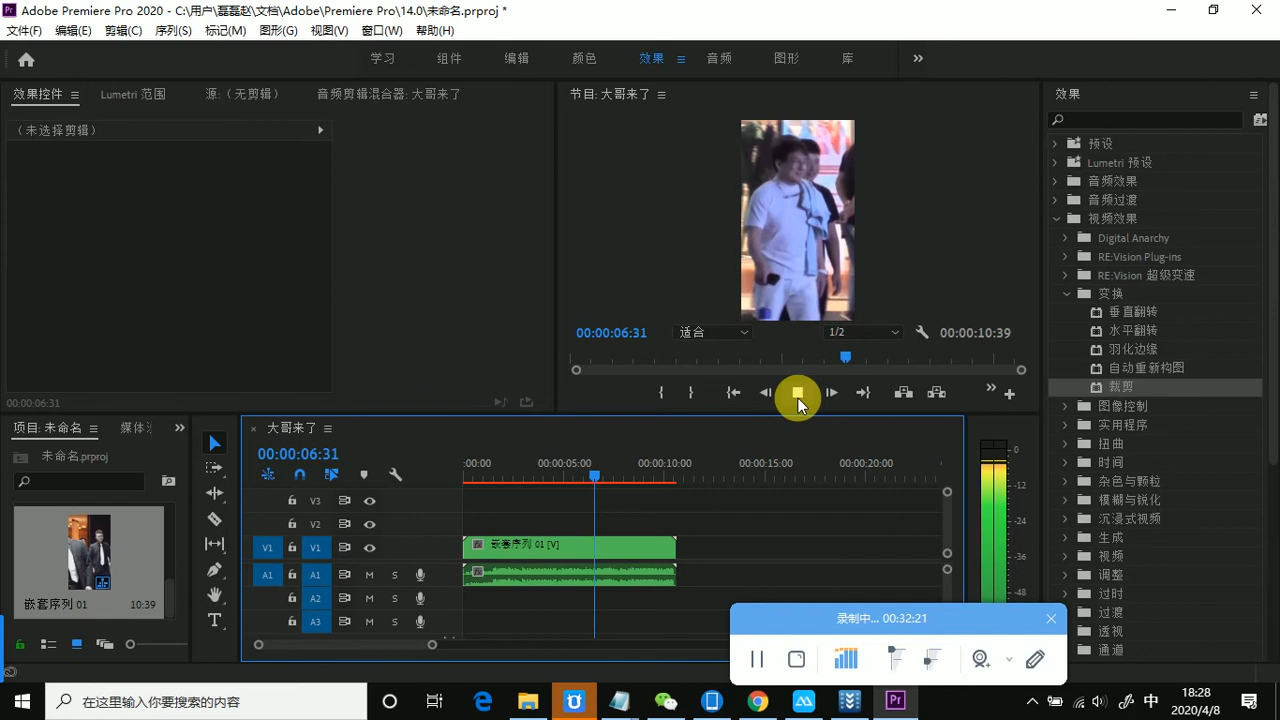 Adobe Premiere Pro 2020 - C:\用户\磊磊赵\文档\Adobe\Premiere Pro\14.0\未命名.prproj *
文件(F) 编辑(E) 剪辑(C) 序列(S) 标记(M) 图形(G) 视图(V) 窗口(W) 帮助(H)
学习 组件 编辑 颜色 效果 音频 图形 库
效果控件 Lumetri 范围 源:（无剪辑） 音频剪辑混合器: 大哥来了
（未选择剪辑）
00:00:06:31
节目: 大哥来了
00:00:06:31 适合 1/2 00:00:10:39
效果
预设
Lumetri 预设
音频效果
音频过渡
视频效果
Digital Anarchy
RE:Vision Plug-ins
RE:Vision 超级变速
变换
垂直翻转
水平翻转
羽化边缘
自动重新构图
裁剪
图像控制
实用程序
扭曲
时间
杂色与颗粒
模糊与锐化
沉浸式视频
生成
视频
调整
过时
过渡
透视
通道
项目: 未命名 媒体
未命名.prproj
嵌套序列 01 10:39
大哥来了
00:00:06:31
:00:00 00:00:05:00 00:00:10:00 00:00:15:00 00:00:20:00
V3
V2
V1 V1 嵌套序列 01 [V]
A1 A1 M S
A2 M S
A3 M S
0
-12
-24
-36
-48
录制中... 00:32:21
在这里输入你要搜索的内容
中
18:28
2020/4/8